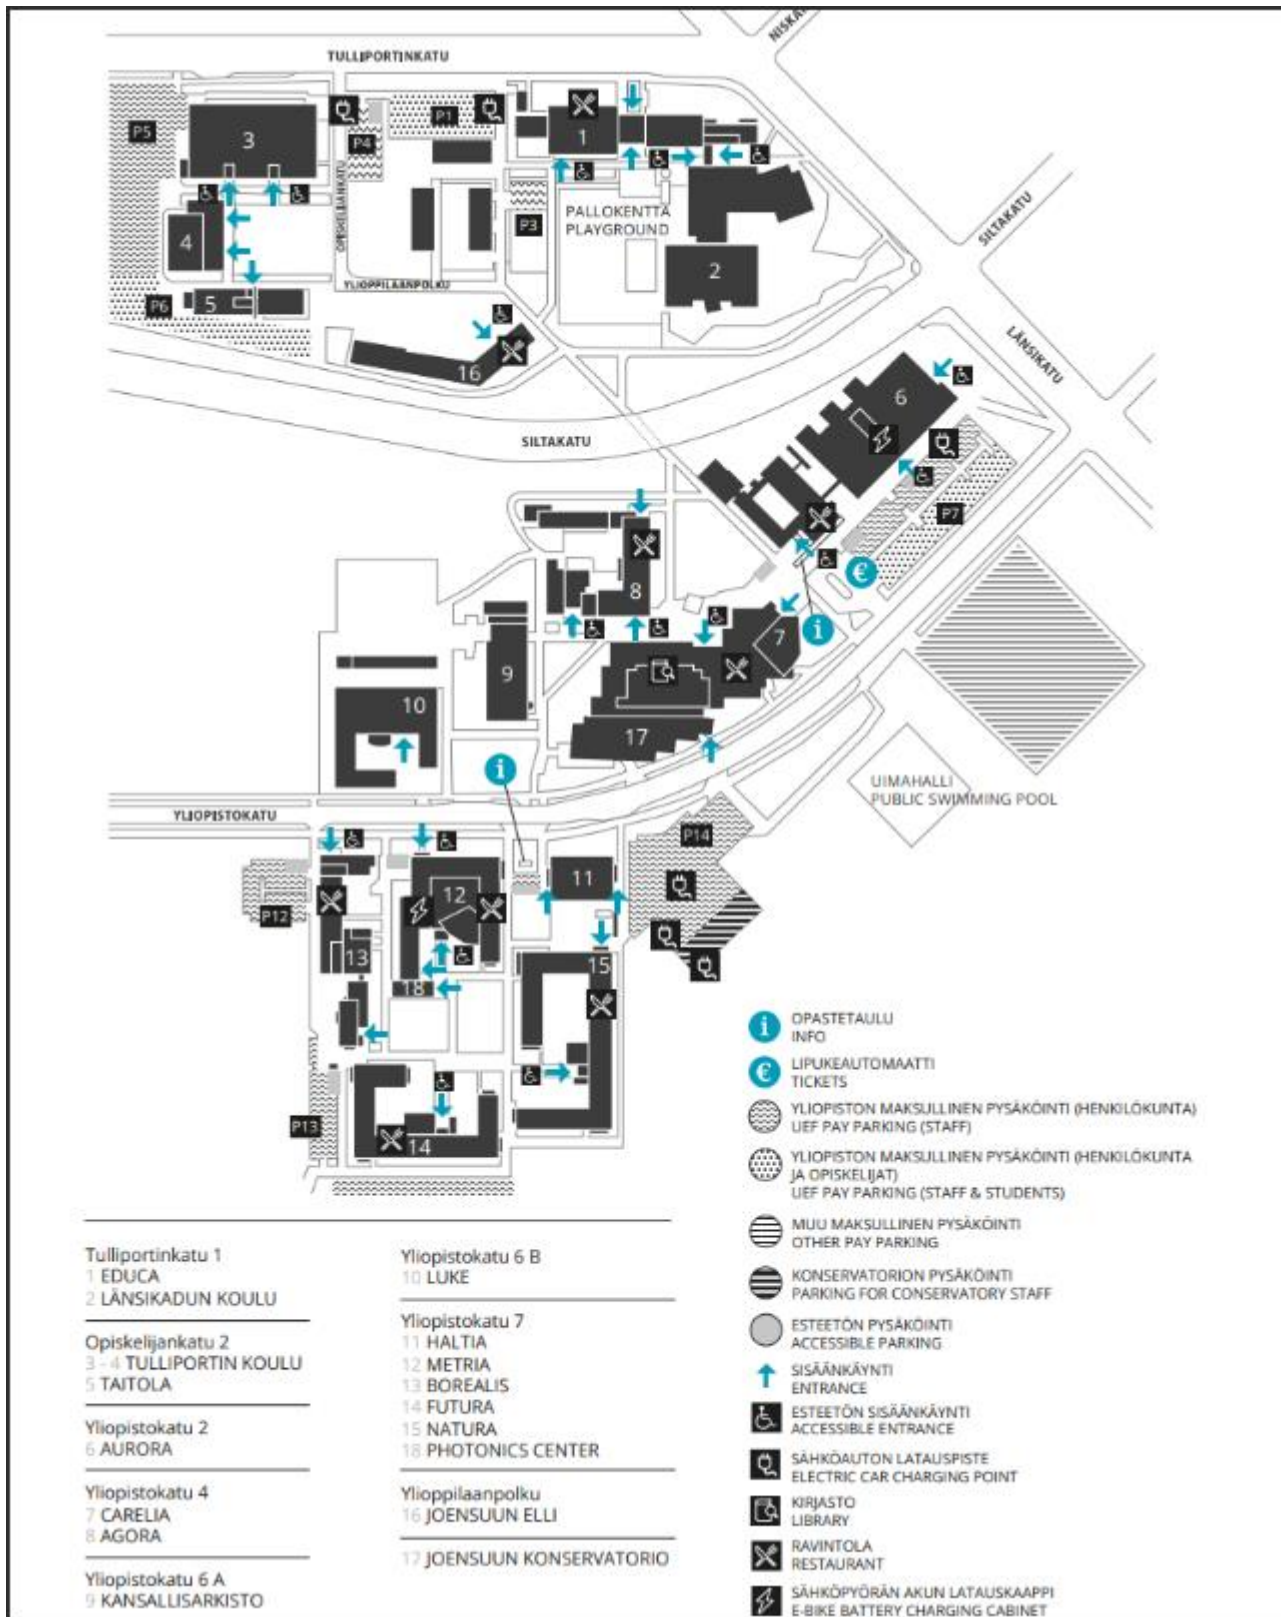 NISKAKATU
TULLIPORTINKATU
P5
3
P4
P1
1
OPISKELIJANKATU
PALLOKENTTÄ
PLAYGROUND
P3
SILTAKATU
4
2
YLIOPPILAANPOLKU
P6
5
16
LÄNSIKATU
6
SILTAKATU
P7
8
€
i
7
9
10
17
i
UIMAHALLI
PUBLIC SWIMMING POOL
YLIOPISTOKATU
P14
11
12
P12
13
15
18
P13
14
i OPASTETAULU
INFO
€ LIPUKEAUTOMAATTI
TICKETS
YLIOPISTON MAKSULLINEN PYSÄKÖINTI (HENKILÖKUNTA)
UEF PAY PARKING (STAFF)
YLIOPISTON MAKSULLINEN PYSÄKÖINTI (HENKILÖKUNTA
JA OPISKELIJAT)
UEF PAY PARKING (STAFF & STUDENTS)
MUU MAKSULLINEN PYSÄKÖINTI
OTHER PAY PARKING
KONSERVATORION PYSÄKÖINTI
PARKING FOR CONSERVATORY STAFF
ESTEETÖN PYSÄKÖINTI
ACCESSIBLE PARKING
SISÄÄNKÄYNTI
ENTRANCE
ESTEETÖN SISÄÄNKÄYNTI
ACCESSIBLE ENTRANCE
SÄHKÖAUTON LATAUSPISTE
ELECTRIC CAR CHARGING POINT
KIRJASTO
LIBRARY
RAVINTOLA
RESTAURANT
SÄHKÖPYÖRÄN AKUN LATAUSKAAPPI
E-BIKE BATTERY CHARGING CABINET
Tulliportinkatu 1
1 EDUCA
2 LÄNSIKADUN KOULU
Opiskelijankatu 2
3 - 4 TULLIPORTIN KOULU
5 TAITOLA
Yliopistokatu 2
6 AURORA
Yliopistokatu 4
7 CARELIA
8 AGORA
Yliopistokatu 6 A
9 KANSALLISARKISTO
Yliopistokatu 6 B
10 LUKE
Yliopistokatu 7
11 HALTIA
12 METRIA
13 BOREALIS
14 FUTURA
15 NATURA
18 PHOTONICS CENTER
Ylioppilaanpolku
16 JOENSUUN ELLI
17 JOENSUUN KONSERVATORIO